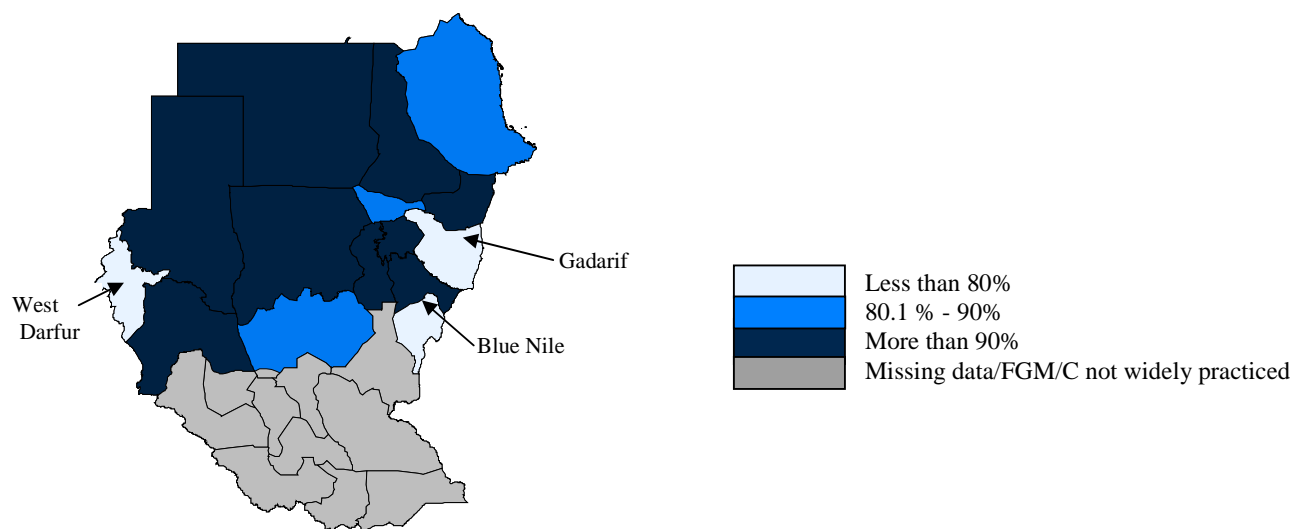 Gadarif
West
Darfur
Blue Nile
Less than 80%
80.1 % - 90%
More than 90%
Missing data/FGM/C not widely practiced